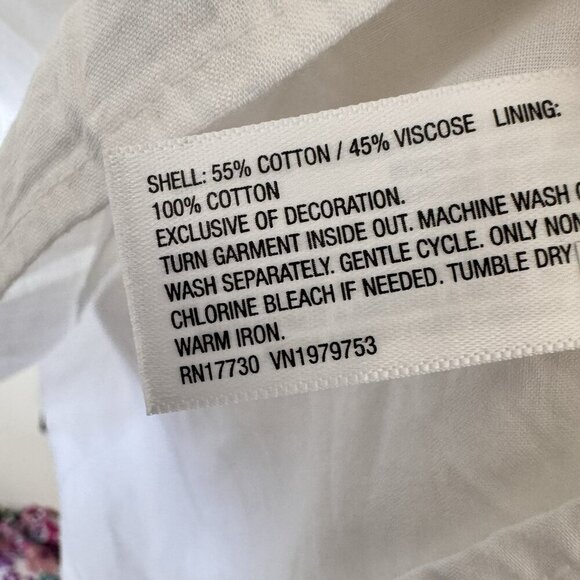 SHELL: 55% COTTON / 45% VISCOSE LINING:
100% COTTON
EXCLUSIVE OF DECORATION.
TURN GARMENT INSIDE OUT. MACHINE WASH
WASH SEPARATELY. GENTLE CYCLE. ONLY NON
CHLORINE BLEACH IF NEEDED. TUMBLE DRY
WARM IRON.
RN17730 VN1979753